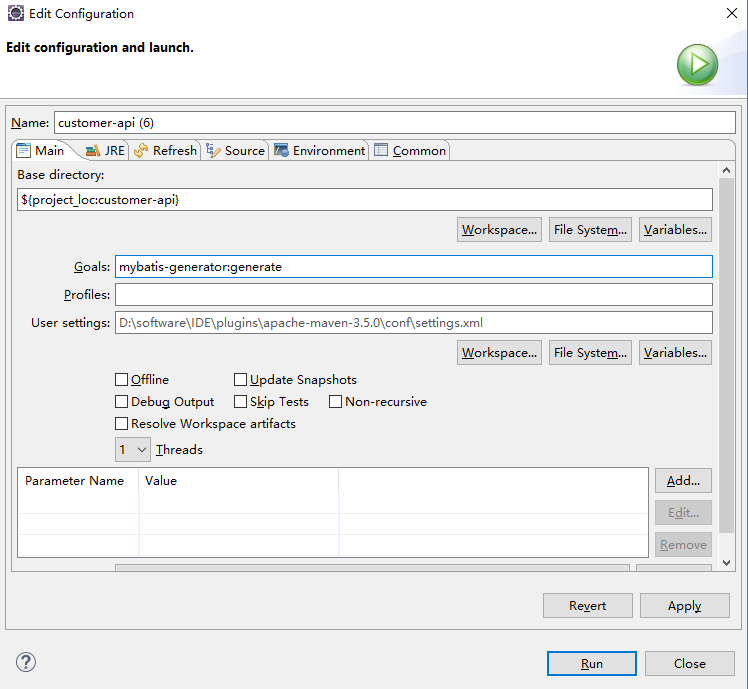 Edit Configuration
Edit configuration and launch.
Name: customer-api (6)
Main JRE Refresh Source Environment Common
Base directory:
${project_loc:customer-api}
Workspace... File System... Variables...
Goals: mybatis-generator:generate
Profiles:
User settings: D:\software\IDE\plugins\apache-maven-3.5.0\conf\settings.xml
Workspace... File System... Variables...
Offline Update Snapshots
Debug Output Skip Tests Non-recursive
Resolve Workspace artifacts
1 Threads
Parameter Name Value Add...
Edit...
Remove
Revert Apply
? Run Close